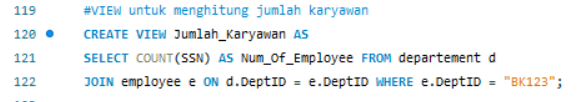 119 #VIEW untuk menghitung jumlah karyawan
120 CREATE VIEW Jumlah_Karyawan AS
121 SELECT COUNT(SSN) AS Num_Of_Employee FROM departement d
122 JOIN employee e ON d.DeptID = e.DeptID WHERE e.DeptID = "BK123";